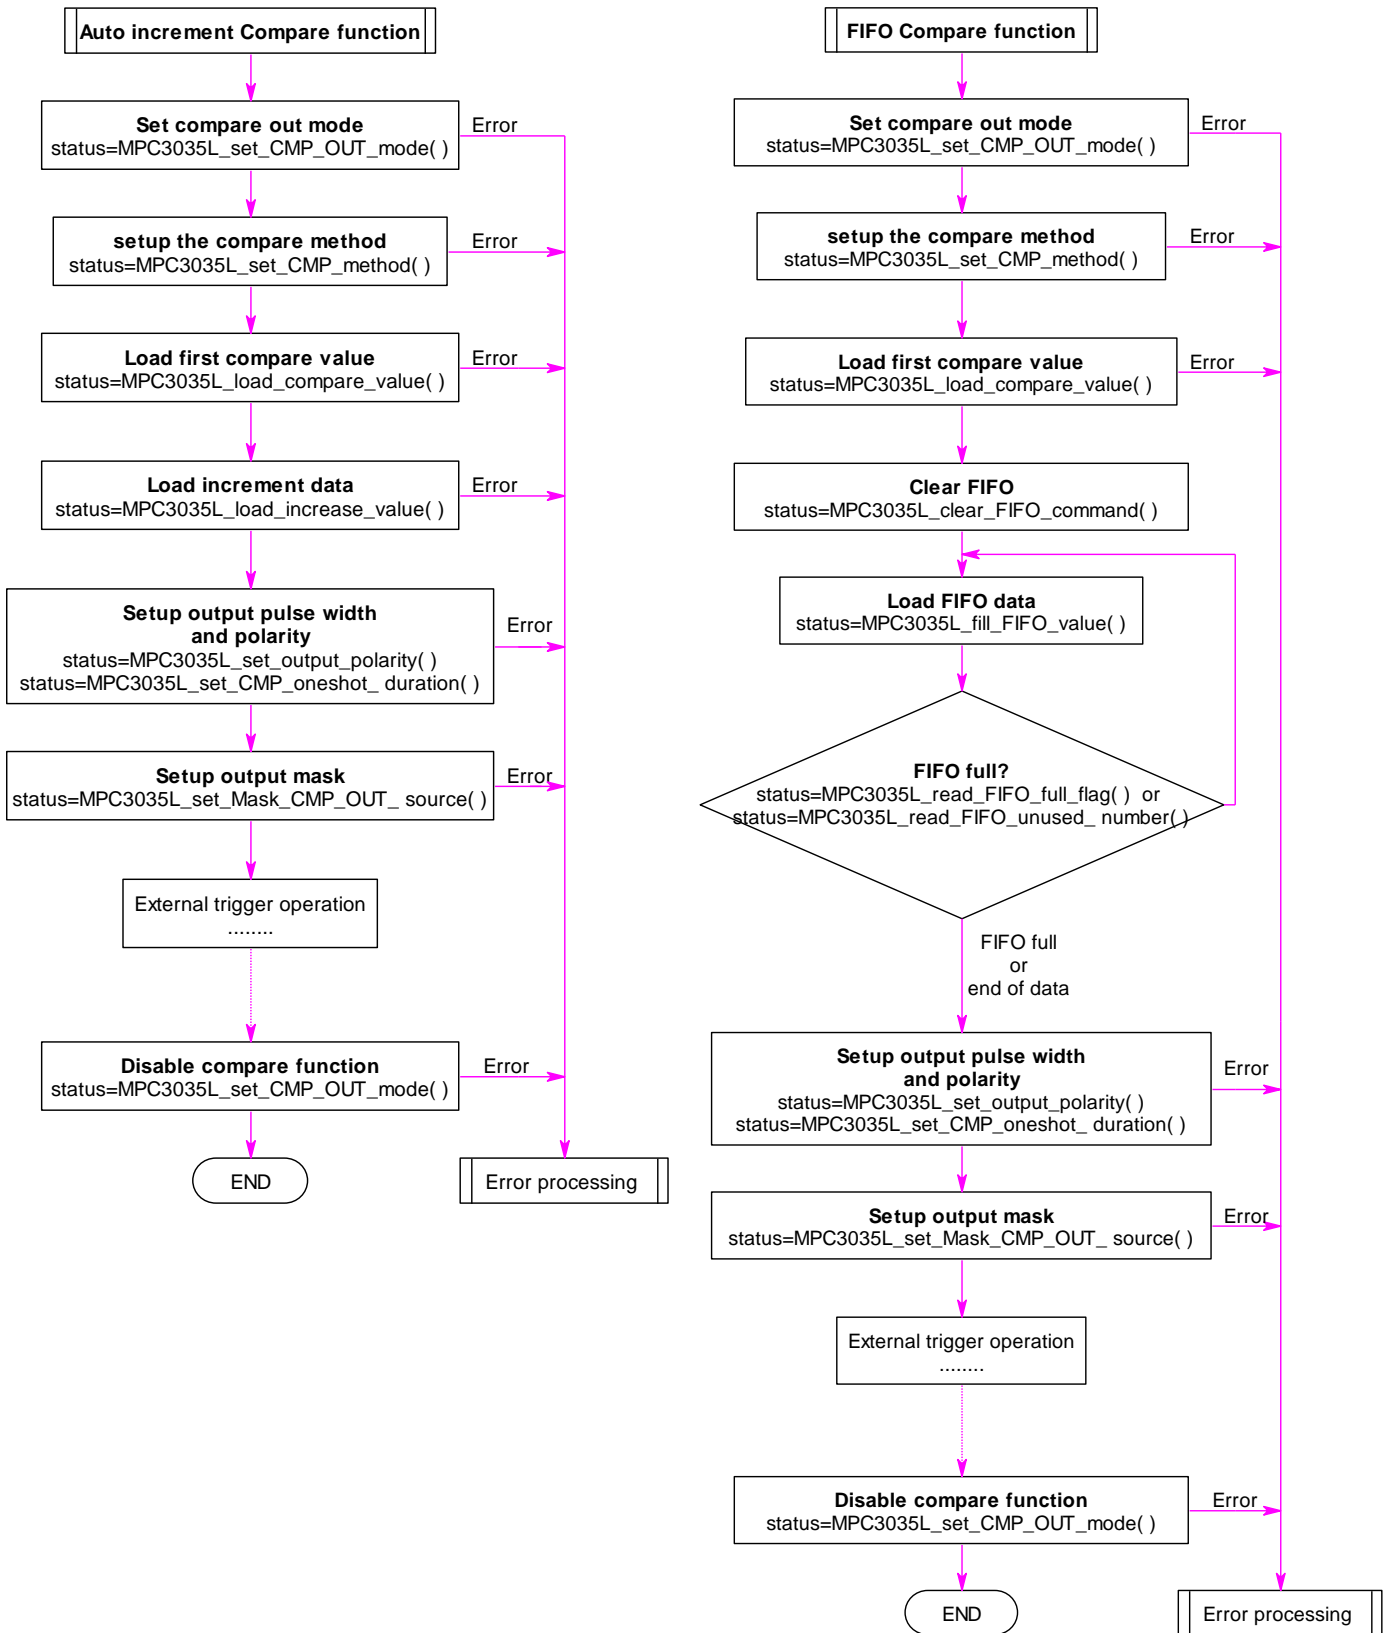 Auto increment Compare function
Set compare out mode
status=MPC3035L_set_CMP_OUT_mode( )
Error
setup the compare method
status=MPC3035L_set_CMP_method( )
Error
Load first compare value
status=MPC3035L_load_compare_value( )
Error
Load increment data
status=MPC3035L_load_increase_value( )
Error
Setup output pulse width
and polarity
status=MPC3035L_set_output_polarity( )
status=MPC3035L_set_CMP_oneshot_ duration( )
Error
Setup output mask
status=MPC3035L_set_Mask_CMP_OUT_ source( )
Error
External trigger operation
........
Disable compare function
status=MPC3035L_set_CMP_OUT_mode( )
Error
END
Error processing
FIFO Compare function
Set compare out mode
status=MPC3035L_set_CMP_OUT_mode( )
Error
setup the compare method
status=MPC3035L_set_CMP_method( )
Error
Load first compare value
status=MPC3035L_load_compare_value( )
Error
Clear FIFO
status=MPC3035L_clear_FIFO_command( )
Load FIFO data
status=MPC3035L_fill_FIFO_value( )
FIFO full?
status=MPC3035L_read_FIFO_full_flag( )  or
status=MPC3035L_read_FIFO_unused_ number( )
FIFO full
or
end of data
Setup output pulse width
and polarity
status=MPC3035L_set_output_polarity( )
status=MPC3035L_set_CMP_oneshot_ duration( )
Error
Setup output mask
status=MPC3035L_set_Mask_CMP_OUT_ source( )
Error
External trigger operation
........
Disable compare function
status=MPC3035L_set_CMP_OUT_mode( )
Error
END
Error processing